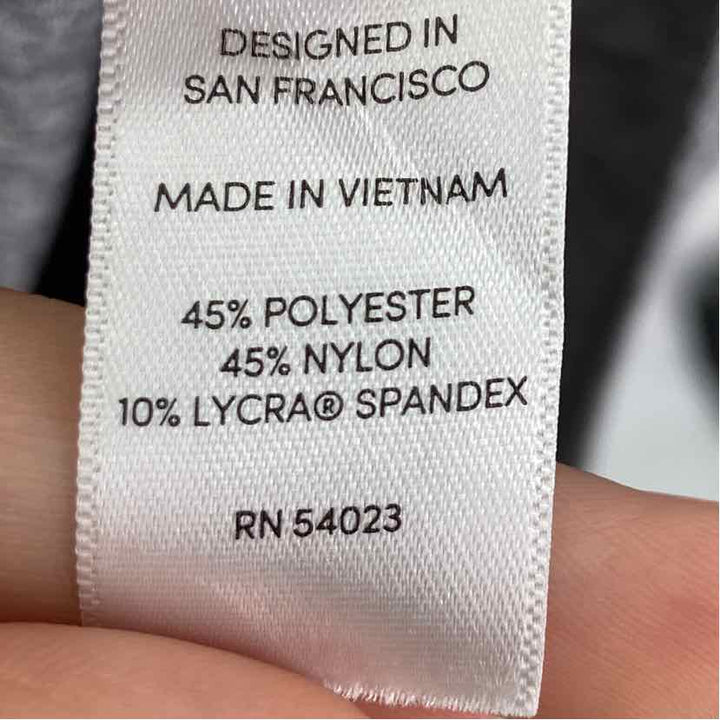 DESIGNED IN
SAN FRANCISCO
MADE IN VIETNAM
45% POLYESTER
45% NYLON
10% LYCRA® SPANDEX
RN 54023